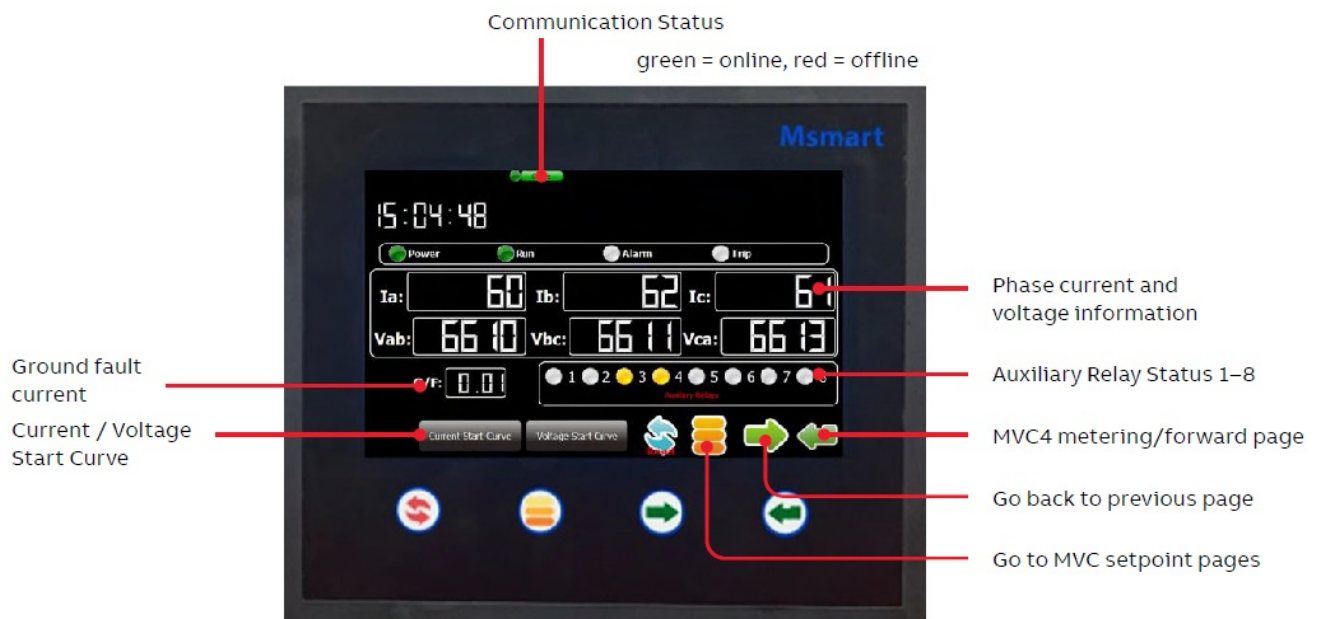 Communication Status
green = online, red = offline
Msmart
15:04:48
Power Run Alarm Trip
Ia: 60 Ib: 62 Ic: 61
Vab: 6610 Vbc: 6611 Vca: 6613
Phase current and
voltage information
Ground fault
current
/F: 0.01
1 2 3 4 5 6 7 8
Auxiliary Relays
Auxiliary Relay Status 1–8
Current / Voltage
Start Curve
Current Start Curve Voltage Start Curve
MVC4 metering/forward page
Go back to previous page
Go to MVC setpoint pages